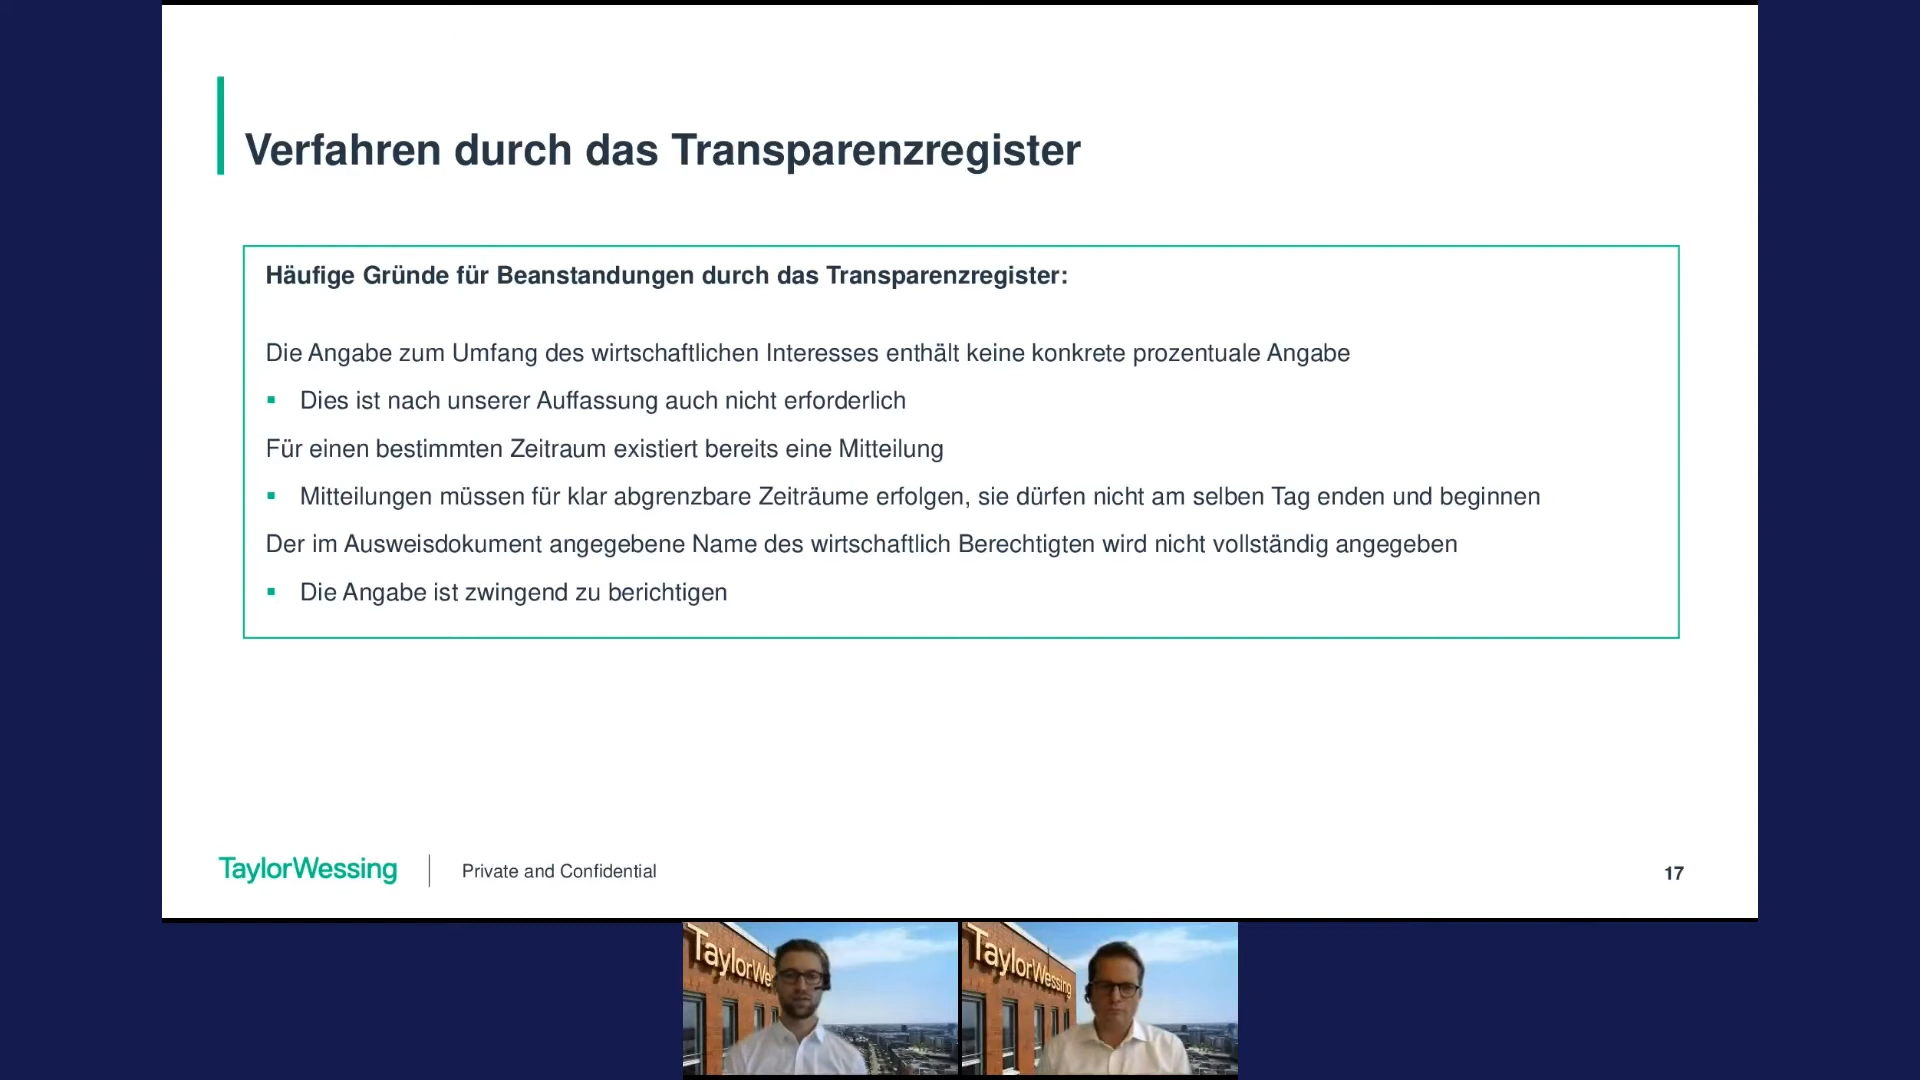 Verfahren durch das Transparenzregister
Häufige Gründe für Beanstandungen durch das Transparenzregister:
Die Angabe zum Umfang des wirtschaftlichen Interesses enthält keine konkrete prozentuale Angabe
▪ Dies ist nach unserer Auffassung auch nicht erforderlich
Für einen bestimmten Zeitraum existiert bereits eine Mitteilung
▪ Mitteilungen müssen für klar abgrenzbare Zeiträume erfolgen, sie dürfen nicht am selben Tag enden und beginnen
Der im Ausweisdokument angegebene Name des wirtschaftlich Berechtigten wird nicht vollständig angegeben
▪ Die Angabe ist zwingend zu berichtigen
TaylorWessing
Private and Confidential
17
TaylorWe
TaylorWessing